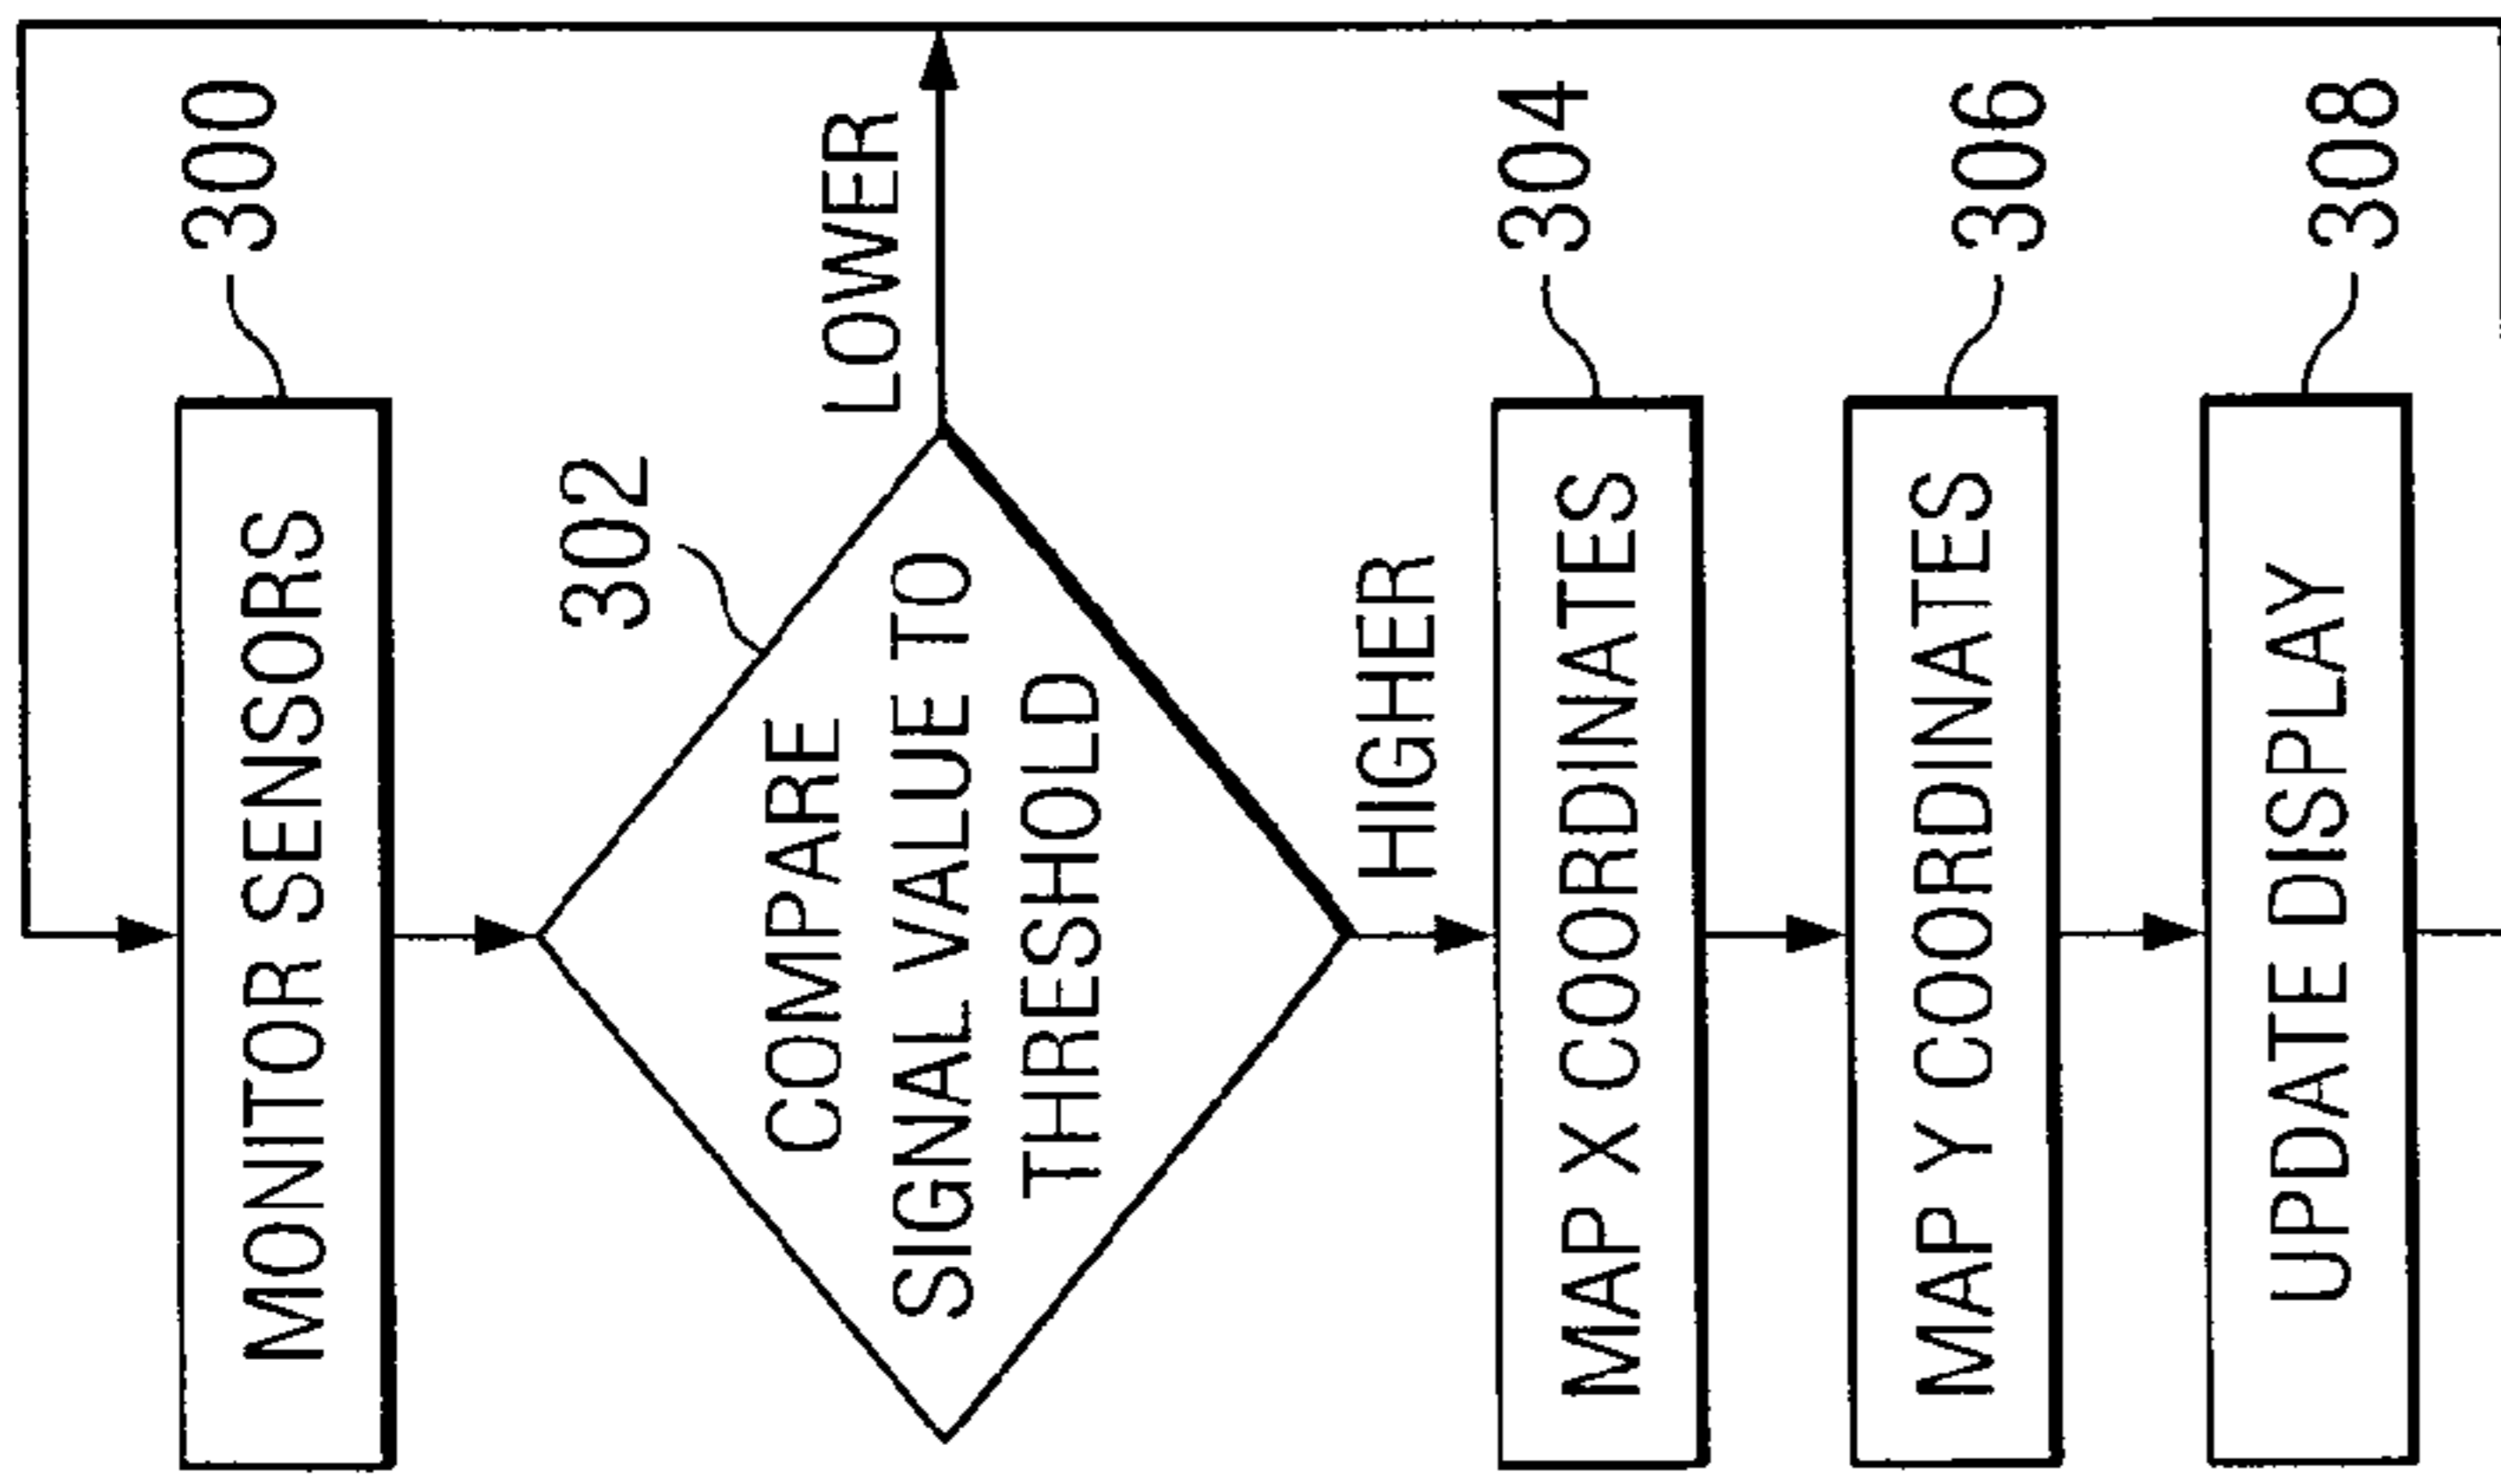 300
MONITOR SENSORS
302
COMPARE
SIGNAL VALUE TO
THRESHOLD
LOWER
HIGHER
304
MAP X COORDINATES
306
MAP Y COORDINATES
308
UPDATE DISPLAY